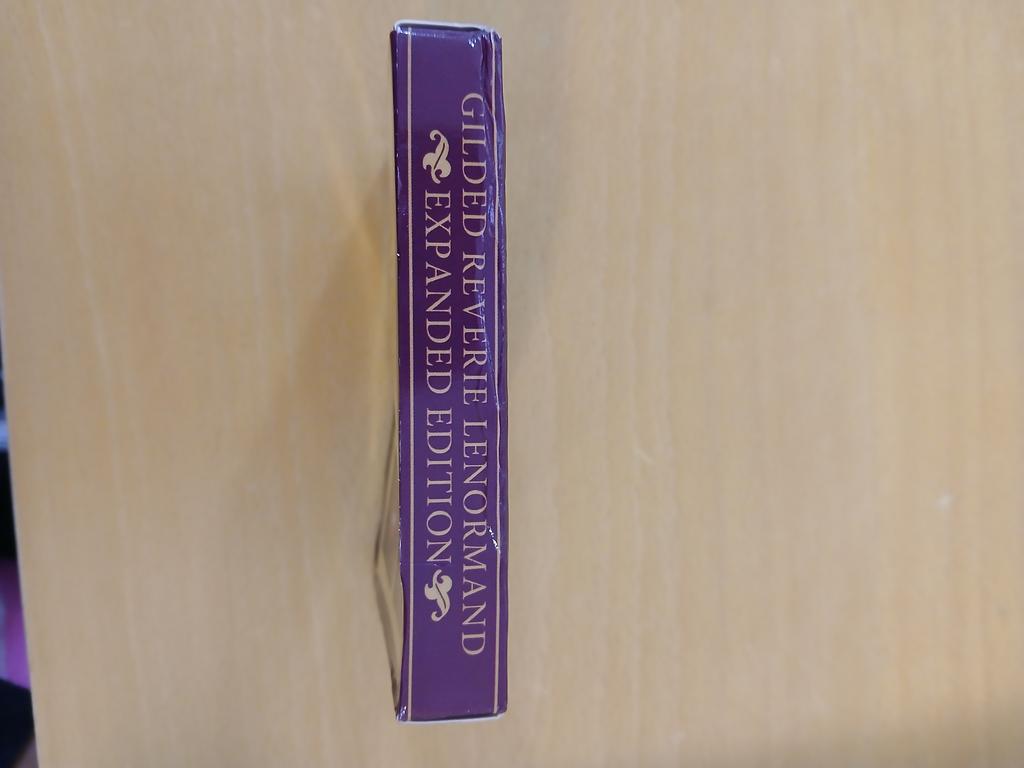 GILDED REVERIE LENORMAND
EXPANDED EDITION